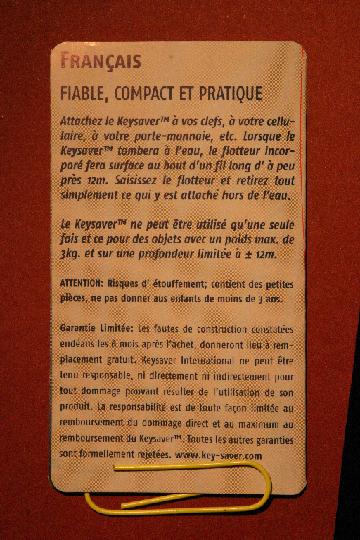 FRANÇAIS
FIABLE, COMPACT ET PRATIQUE
Attachez le Keysaver™ à vos clefs, à votre cellu-
laire, à votre porte-monnaie, etc. Lorsque le
Keysaver™ tombera à l'eau, le flotteur incor-
poré fera surface au bout d'un fil long d' à peu
près 12m. Saisissez le flotteur et retirez tout
simplement ce qui y est attaché hors de l'eau.
Le Keysaver™ ne peut être utilisé qu'une seule
fois et ce pour des objets avec un poids max. de
3kg. et sur une profondeur limitée à ± 12m.
ATTENTION: Risques d' étouffement; contient des petites
pièces, ne pas donner aus enfants de moins de 3 ans.
Garantie Limitée: les fautes de construction constatées
endéans les 6 mois après l'achet, donneront lieu à rem-
placement gratuit. Keysaver International ne peut être
tenu responsable, ni directement ni indirectement pour
tout dommage pouvant résulter de l'utilisation de son
produit. La responsabilité est de toute façon limitée au
remboursement du dommage direct et au maximum au
remboursement du Keysaver™. Toutes les autres garanties
sont formellement rejetées. www.key-saver.com